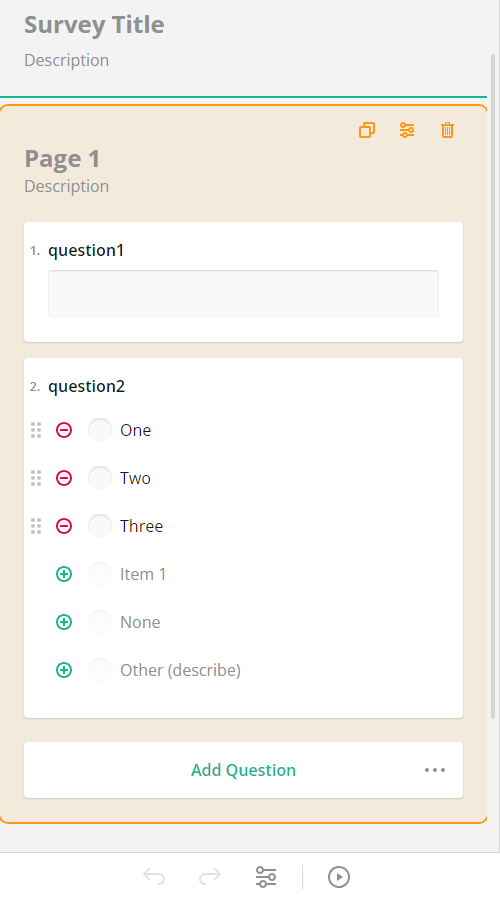 Survey Title
Description
Page 1
Description
1. question1
2. question2
One
Two
Three
Item 1
None
Other (describe)
Add Question